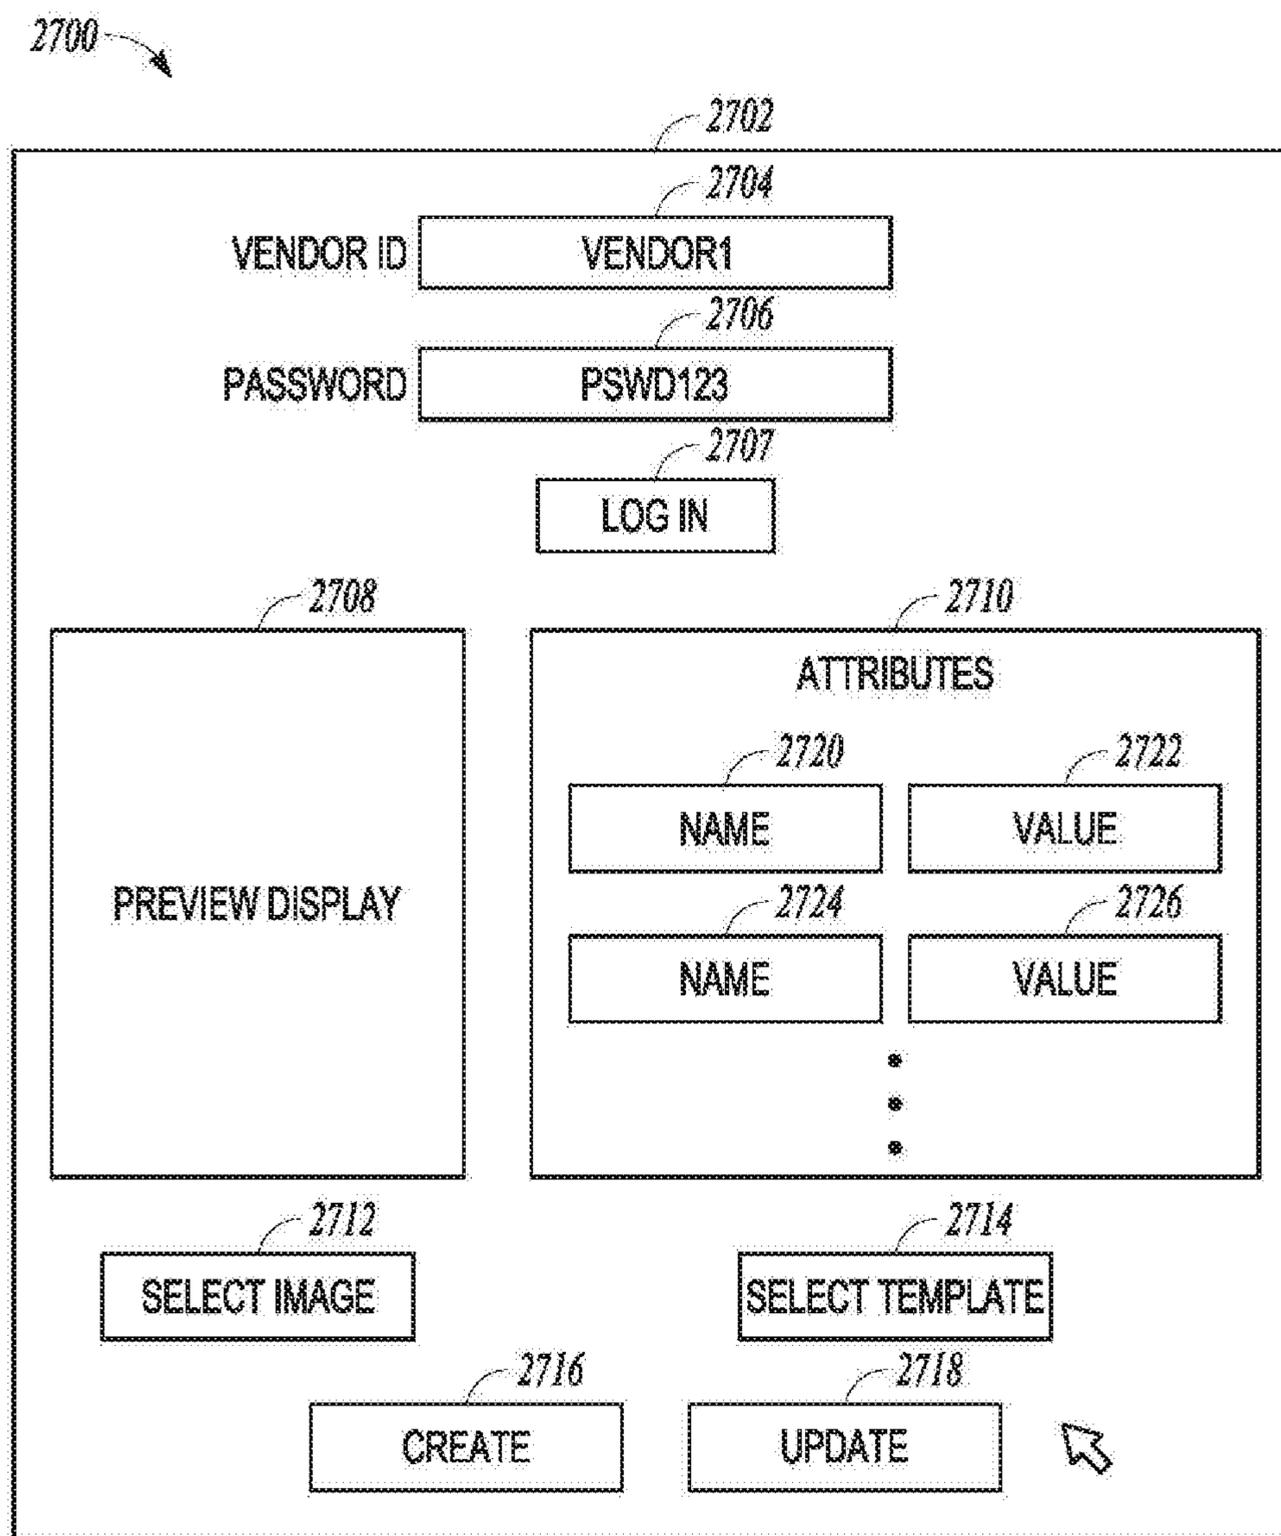 2700
2702
2704
VENDOR ID VENDOR1
2706
PASSWORD PSWD123
2707
LOG IN
2708 2710
ATTRIBUTES
2720 2722
NAME VALUE
PREVIEW DISPLAY
2724 2726
NAME VALUE
2712 2714
SELECT IMAGE SELECT TEMPLATE
2716 2718
CREATE UPDATE